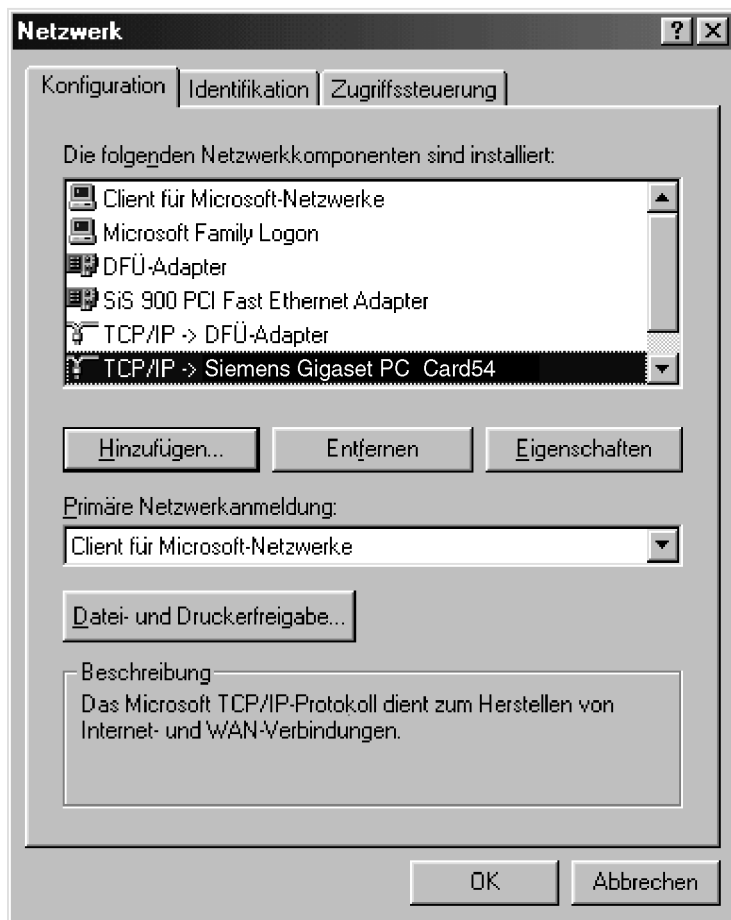 Netzwerk
Konfiguration Identifikation Zugriffssteuerung
Die folgenden Netzwerkkomponenten sind installiert:
Client für Microsoft-Netzwerke
Microsoft Family Logon
DFÜ-Adapter
SiS 900 PCI Fast Ethernet Adapter
TCP/IP -> DFÜ-Adapter
TCP/IP -> Siemens Gigaset PC Card54
Hinzufügen... Entfernen Eigenschaften
Primäre Netzwerkanmeldung:
Client für Microsoft-Netzwerke
Datei- und Druckerfreigabe...
Beschreibung
Das Microsoft TCP/IP-Protokoll dient zum Herstellen von
Internet- und WAN-Verbindungen.
OK Abbrechen